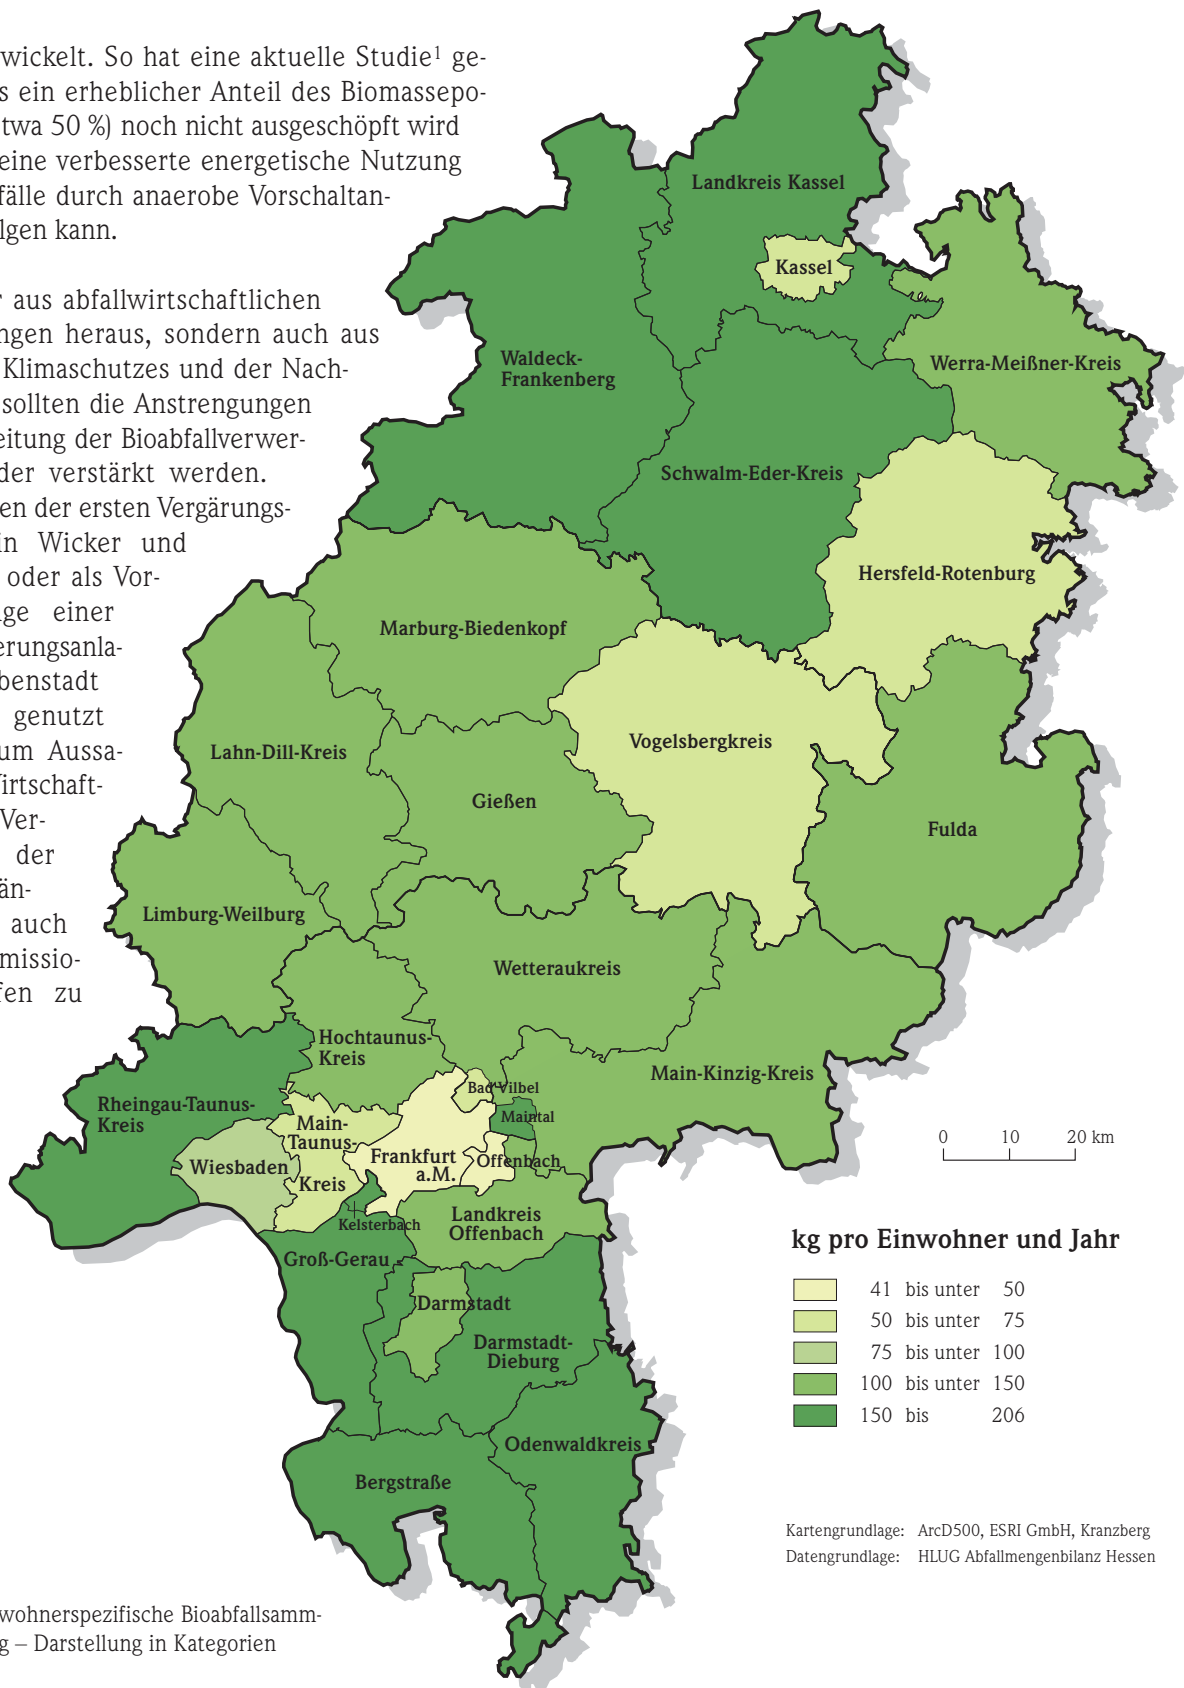 wickelt. So hat eine aktuelle Studie¹ ge-
s ein erheblicher Anteil des Biomassepo-
twa 50 %) noch nicht ausgeschöpft wird
eine verbesserte energetische Nutzung
fälle durch anaerobe Vorschaltan-
lgen kann.
r aus abfallwirtschaftlichen
ngen heraus, sondern auch aus
Klimaschutzes und der Nach-
sollten die Anstrengungen
eitung der Bioabfallverwer-
der verstärkt werden.
en der ersten Vergärungs-
in Wicker und
oder als Vor-
ge einer
erungsanla-
benstadt
genutzt
um Aussa-
Wirtschaft-
Ver-
der
än-
auch
missio-
fen zu
Landkreis Kassel
Kassel
Waldeck-
Frankenberg
Werra-Meißner-Kreis
Schwalm-Eder-Kreis
Hersfeld-Rotenburg
Marburg-Biedenkopf
Vogelsbergkreis
Lahn-Dill-Kreis
Gießen
Fulda
Limburg-Weilburg
Wetteraukreis
Hochtaunus-
Kreis
Main-Kinzig-Kreis
Bad Vilbel
Maintal
Rheingau-Taunus-
Kreis
Main-
Taunus-
Kreis
Wiesbaden
Frankfurt
a.M.
Offenbach
Kelsterbach
Landkreis
Offenbach
Groß-Gerau
Darmstadt
Darmstadt-
Dieburg
Odenwaldkreis
Bergstraße
0 10 20 km
kg pro Einwohner und Jahr
41 bis unter 50
50 bis unter 75
75 bis unter 100
100 bis unter 150
150 bis 206
Kartengrundlage: ArcD500, ESRI GmbH, Kranzberg
Datengrundlage: HLUG Abfallmengenbilanz Hessen
wohnerspezifische Bioabfallsamm-
g – Darstellung in Kategorien